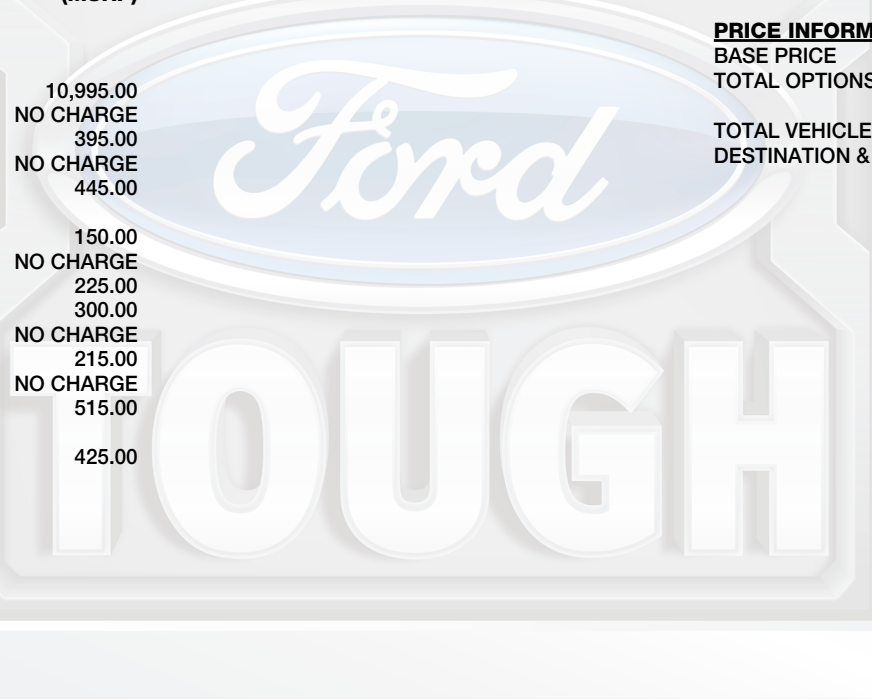 10,995.00
NO CHARGE
395.00
NO CHARGE
445.00
150.00
NO CHARGE
225.00
300.00
NO CHARGE
215.00
NO CHARGE
515.00
425.00
PRICE INFORM
BASE PRICE
TOTAL OPTIONS
TOTAL VEHICLE
DESTINATION &
Ford
TOUGH